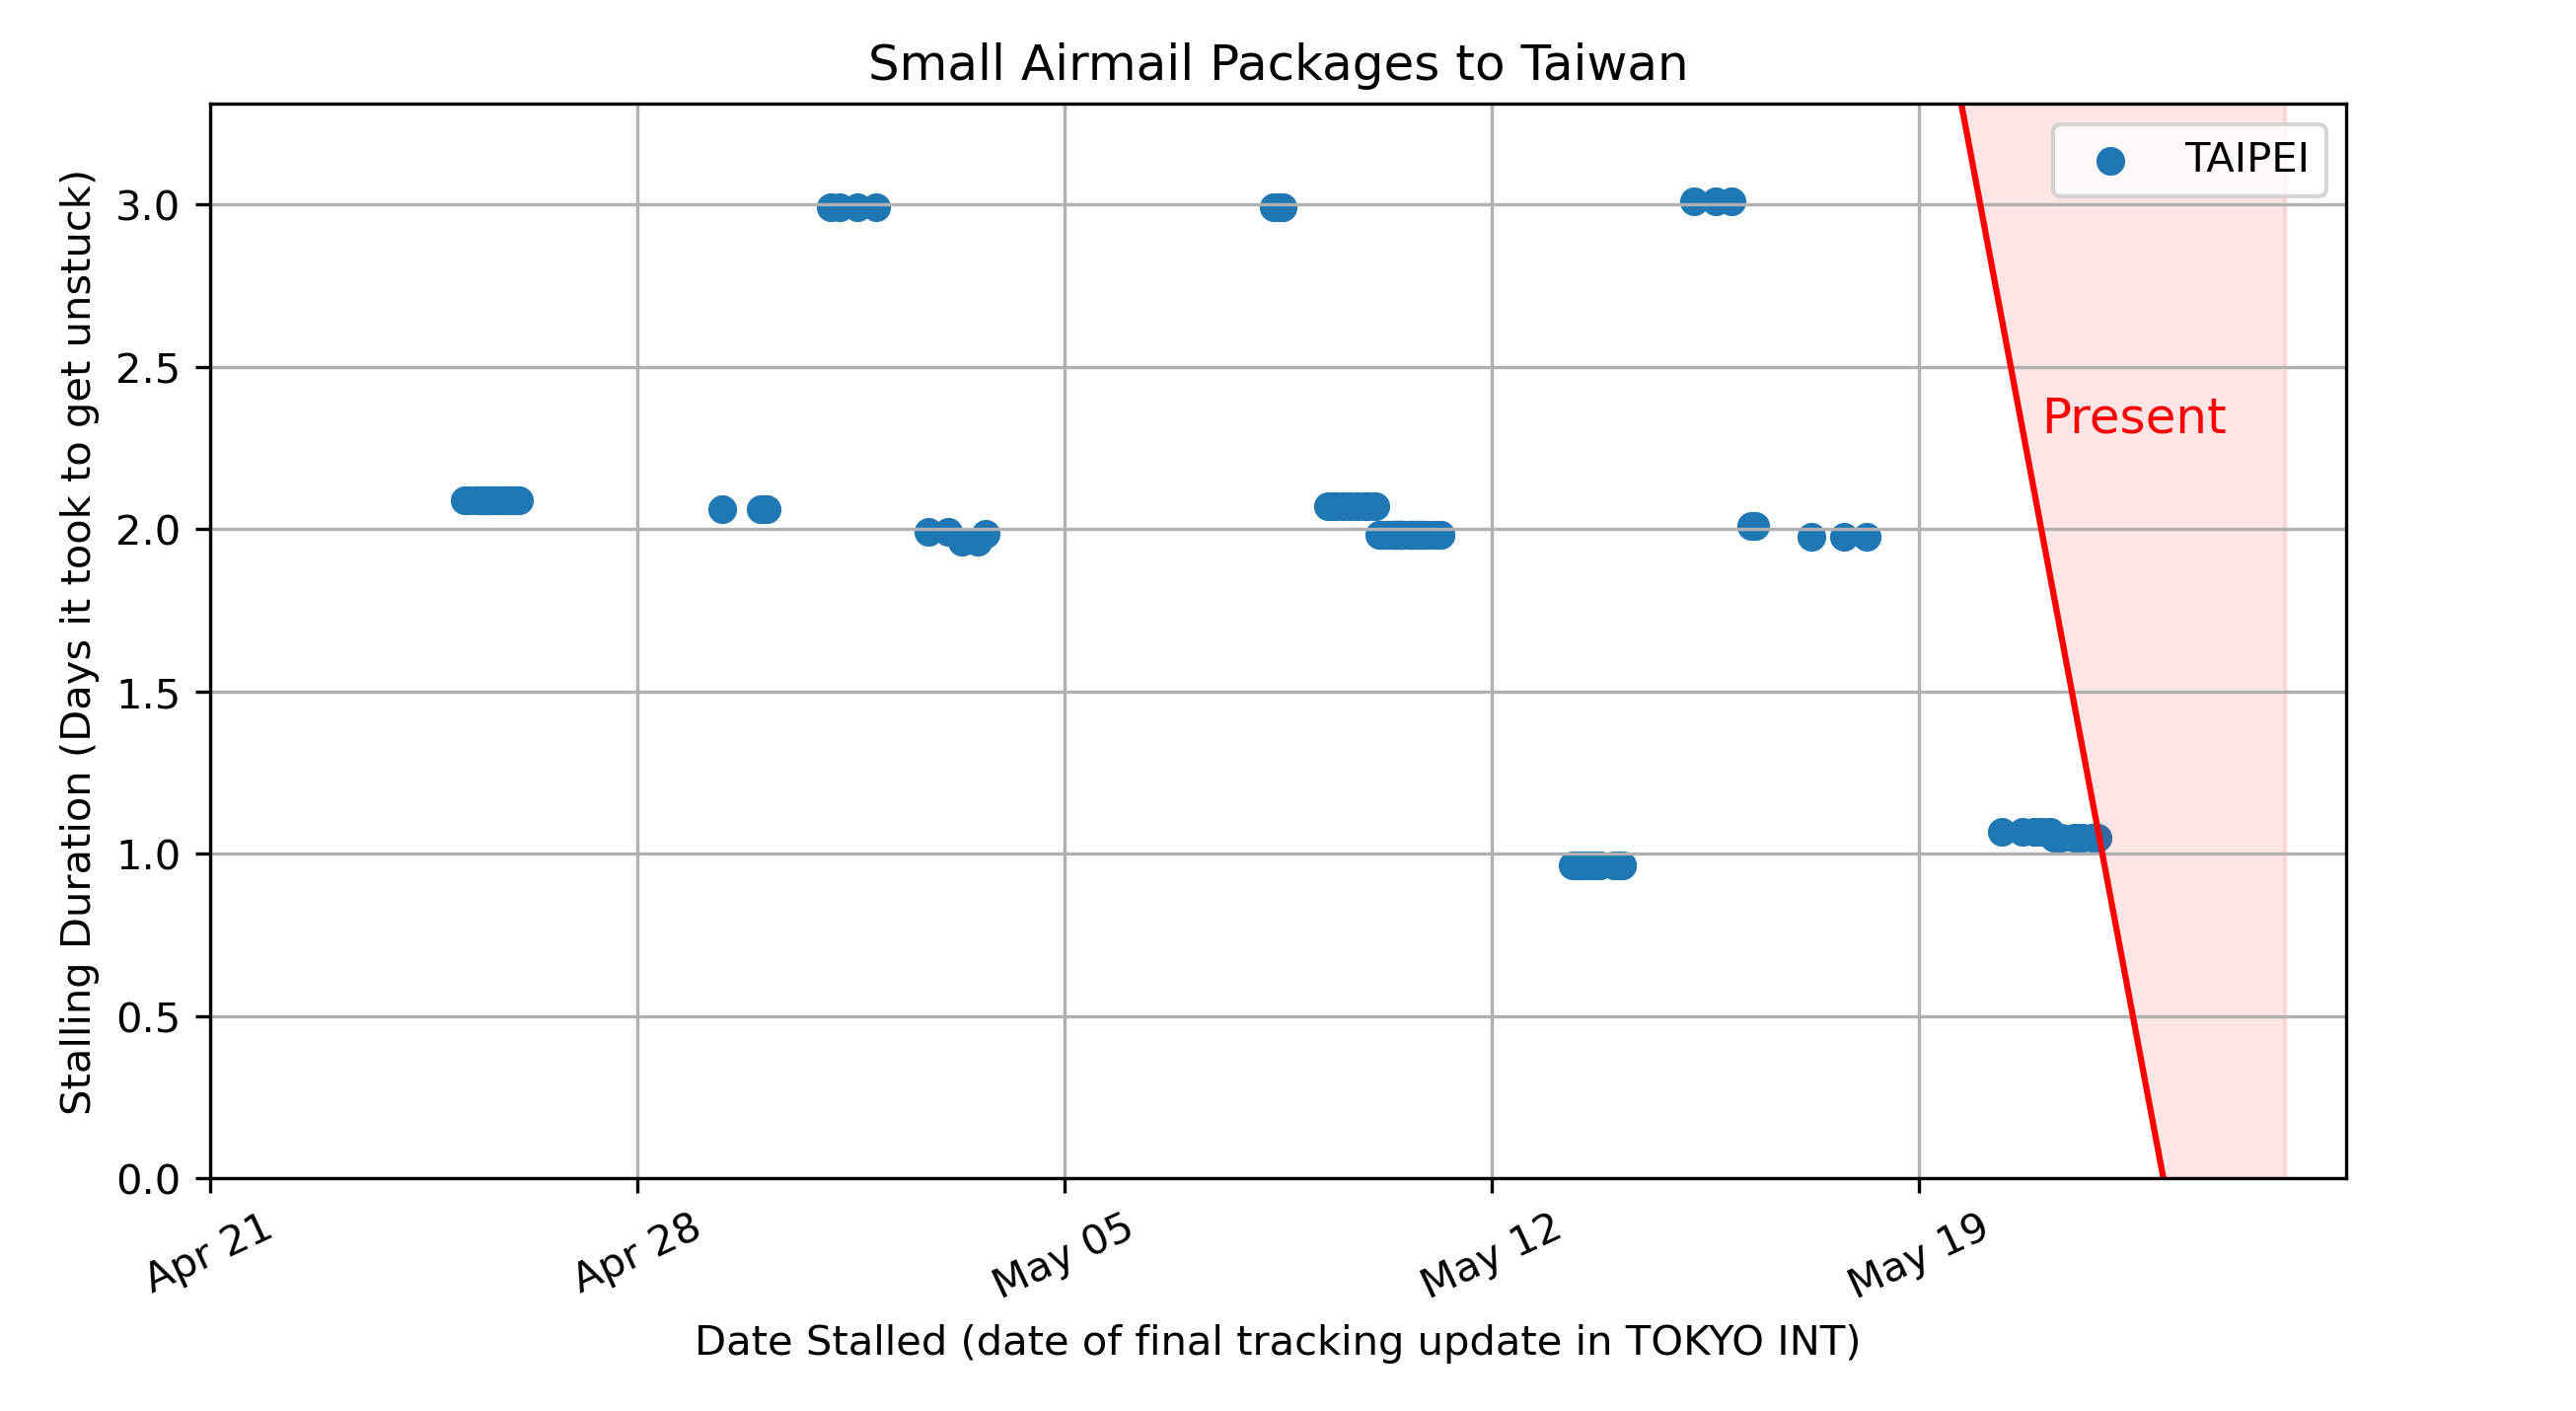 Small Airmail Packages to Taiwan
TAIPEI
Present
Stalling Duration (Days it took to get unstuck)
3.0
2.5
2.0
1.5
1.0
0.5
0.0
Apr 21
Apr 28
May 05
May 12
May 19
Date Stalled (date of final tracking update in TOKYO INT)